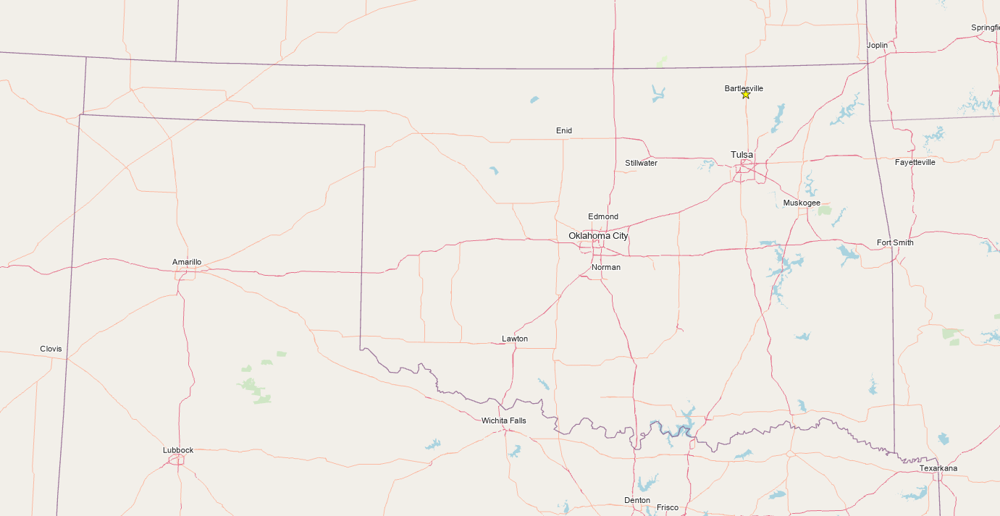 Springfie
Joplin
Bartlesville
Enid
Tulsa
Stillwater
Fayetteville
Muskogee
Edmond
Oklahoma City
Fort Smith
Amarillo
Norman
Lawton
Clovis
Wichita Falls
Lubbock
Texarkana
Denton
Frisco